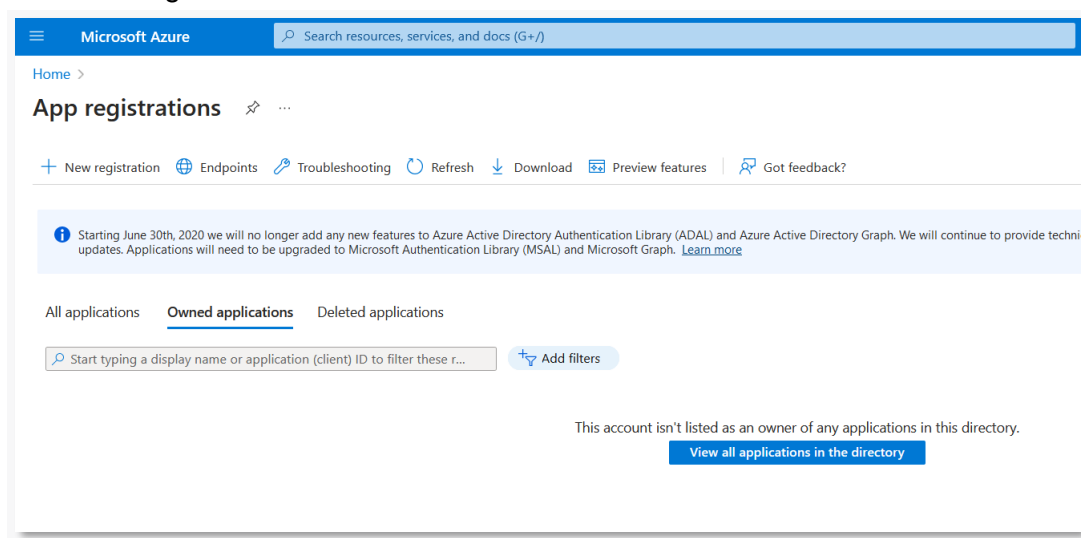 Microsoft Azure
Search resources, services, and docs (G+/)
Home >
App registrations ...
+ New registration Endpoints Troubleshooting Refresh Download Preview features Got feedback?
Starting June 30th, 2020 we will no longer add any new features to Azure Active Directory Authentication Library (ADAL) and Azure Active Directory Graph. We will continue to provide techni
updates. Applications will need to be upgraded to Microsoft Authentication Library (MSAL) and Microsoft Graph. Learn more
All applications Owned applications Deleted applications
Start typing a display name or application (client) ID to filter these r...
Add filters
This account isn't listed as an owner of any applications in this directory.
View all applications in the directory